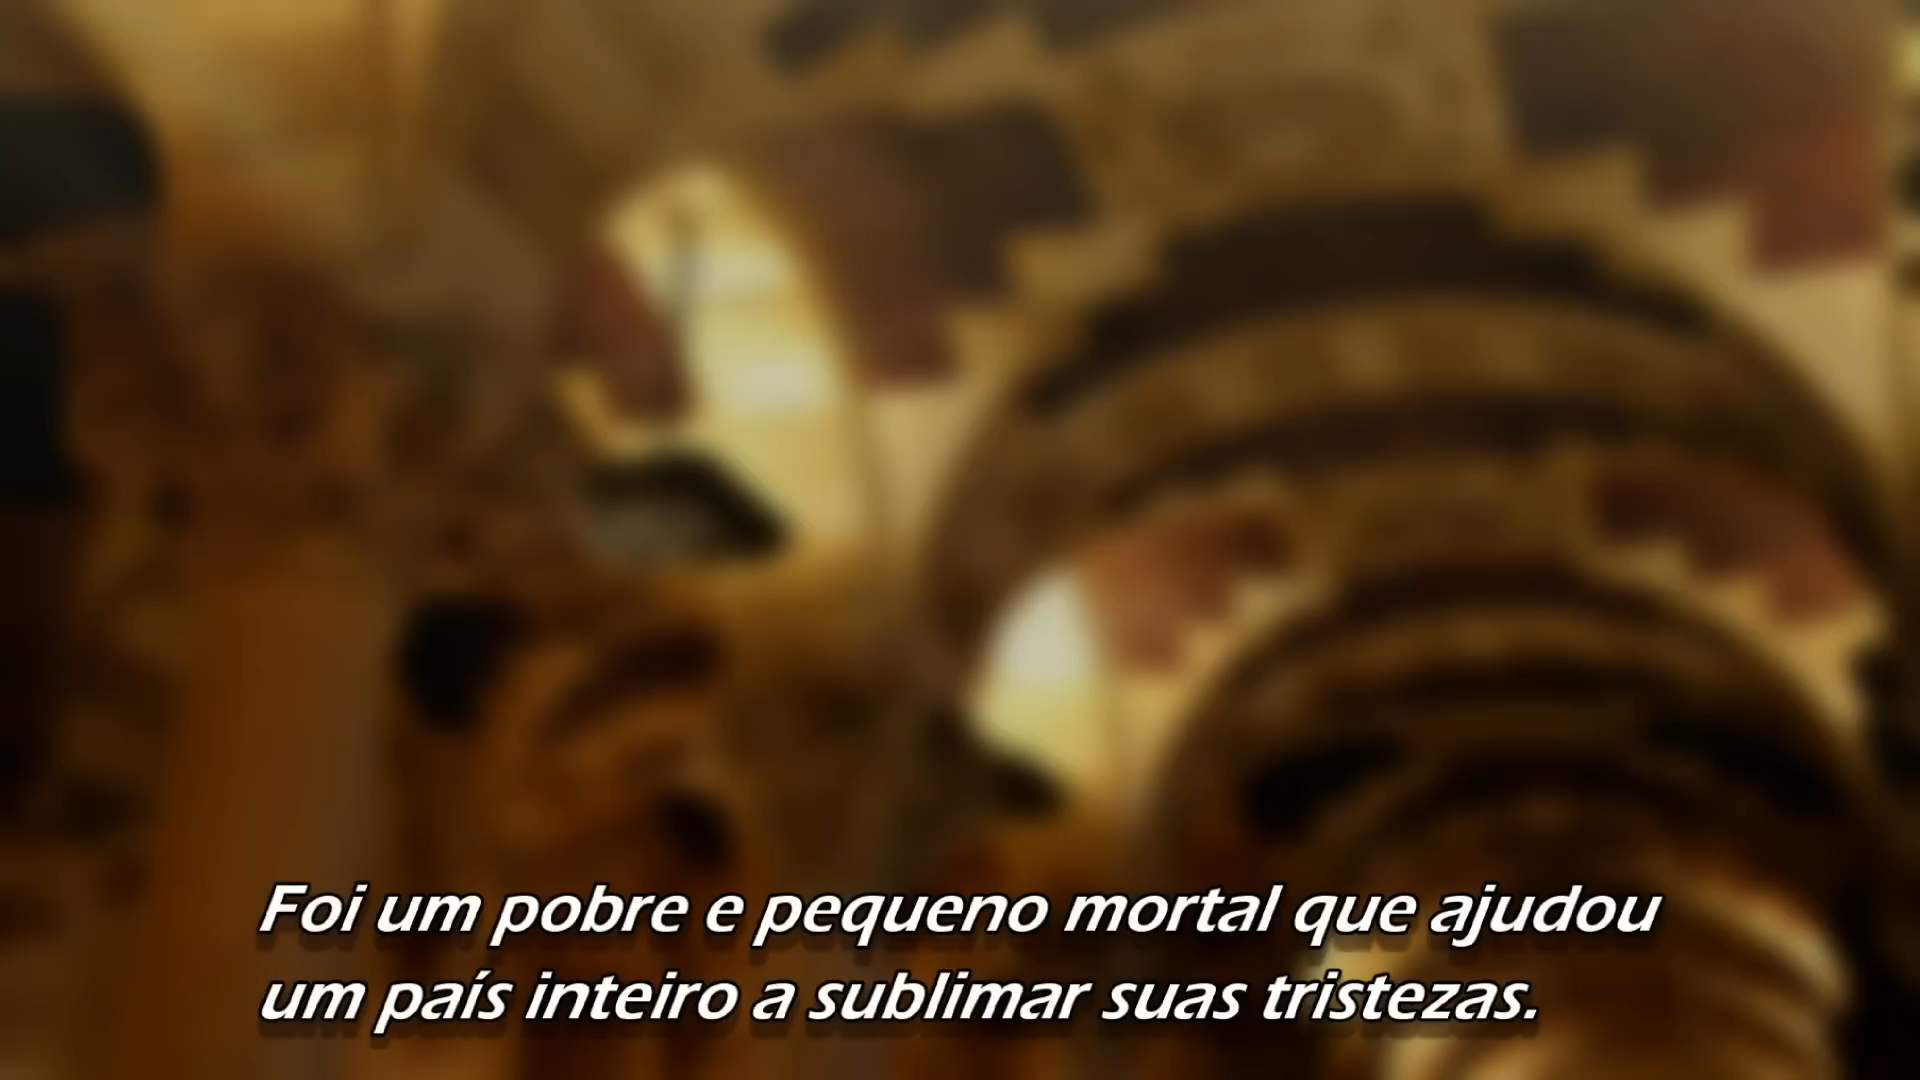 Foi um pobre e pequeno mortal que ajudou
um país inteiro a sublimar suas tristezas.